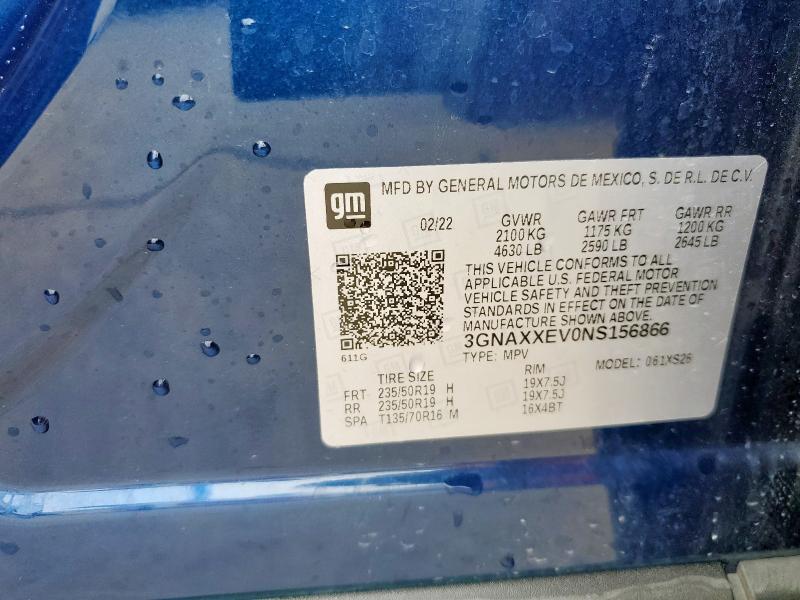 gm MFD BY GENERAL MOTORS DE MEXICO, S. DE R.L. DE C.V.
02/22 GVWR GAWR FRT GAWR RR
2100 KG 1175 KG 1200 KG
4630 LB 2590 LB 2645 LB
THIS VEHICLE CONFORMS TO ALL
APPLICABLE U.S. FEDERAL MOTOR
VEHICLE SAFETY AND THEFT PREVENTION
STANDARDS IN EFFECT ON THE DATE OF
MANUFACTURE SHOWN ABOVE.
3GNAXXEV0NS156866
611G TYPE: MPV MODEL: 061XS26
TIRE SIZE RIM
FRT 235/50R19 H 19X7.5J
RR 235/50R19 H 19X7.5J
SPA T135/70R16 M 16X4BT